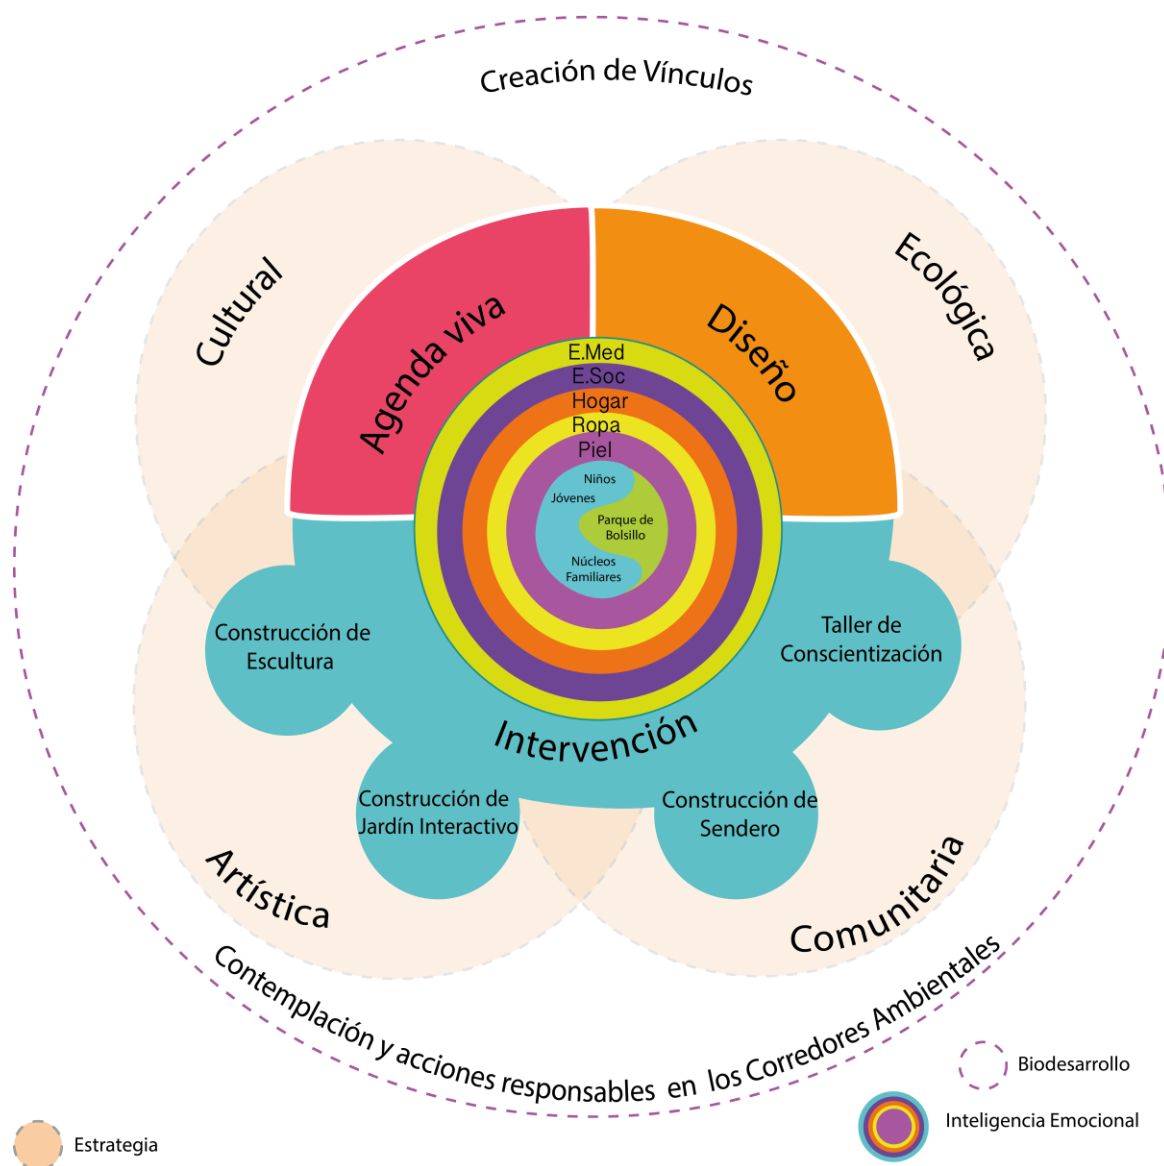 Creación de Vínculos
Cultural
Ecológica
Agenda viva
Diseño
E.Med
E.Soc
Hogar
Ropa
Piel
Niños
Jóvenes
Parque de
Bolsillo
Núcleos
Familiares
Construcción de
Escultura
Taller de
Conscientización
Intervención
Construcción de
Jardín Interactivo
Construcción de
Sendero
Artística
Comunitaria
Contemplación y acciones responsables en los Corredores Ambientales
Biodesarrollo
Inteligencia Emocional
Estrategia